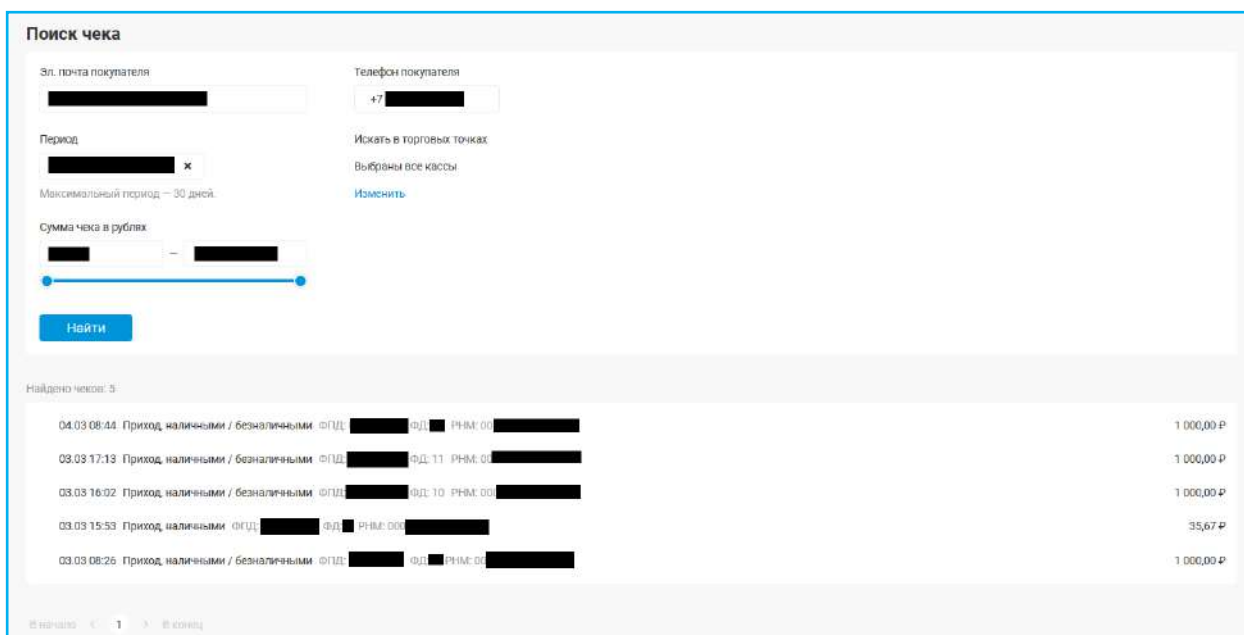 Поиск чека
Эл. почта покупателя
Телефон покупателя
+7
Период
Искать в торговых точках
×
Выбраны все кассы
Максимальный период — 30 дней.
Изменить
Сумма чека в рублях
—
Найти
Найдено чеков: 5
04.03 08:44 Приход, наличными / безналичными ФПД: ФД: РНМ: 00 1 000,00 ₽
03.03 17:13 Приход, наличными / безналичными ФПД: ФД: 11 РНМ: 00 1 000,00 ₽
03.03 16:02 Приход, наличными / безналичными ФПД: ФД: 10 РНМ: 00 1 000,00 ₽
03.03 15:53 Приход, наличными ФПД: ФД: РНМ: 000 35,67 ₽
03.03 08:26 Приход, наличными / безналичными ФПД: ФД: РНМ: 00 1 000,00 ₽
В начало < 1 > В конец